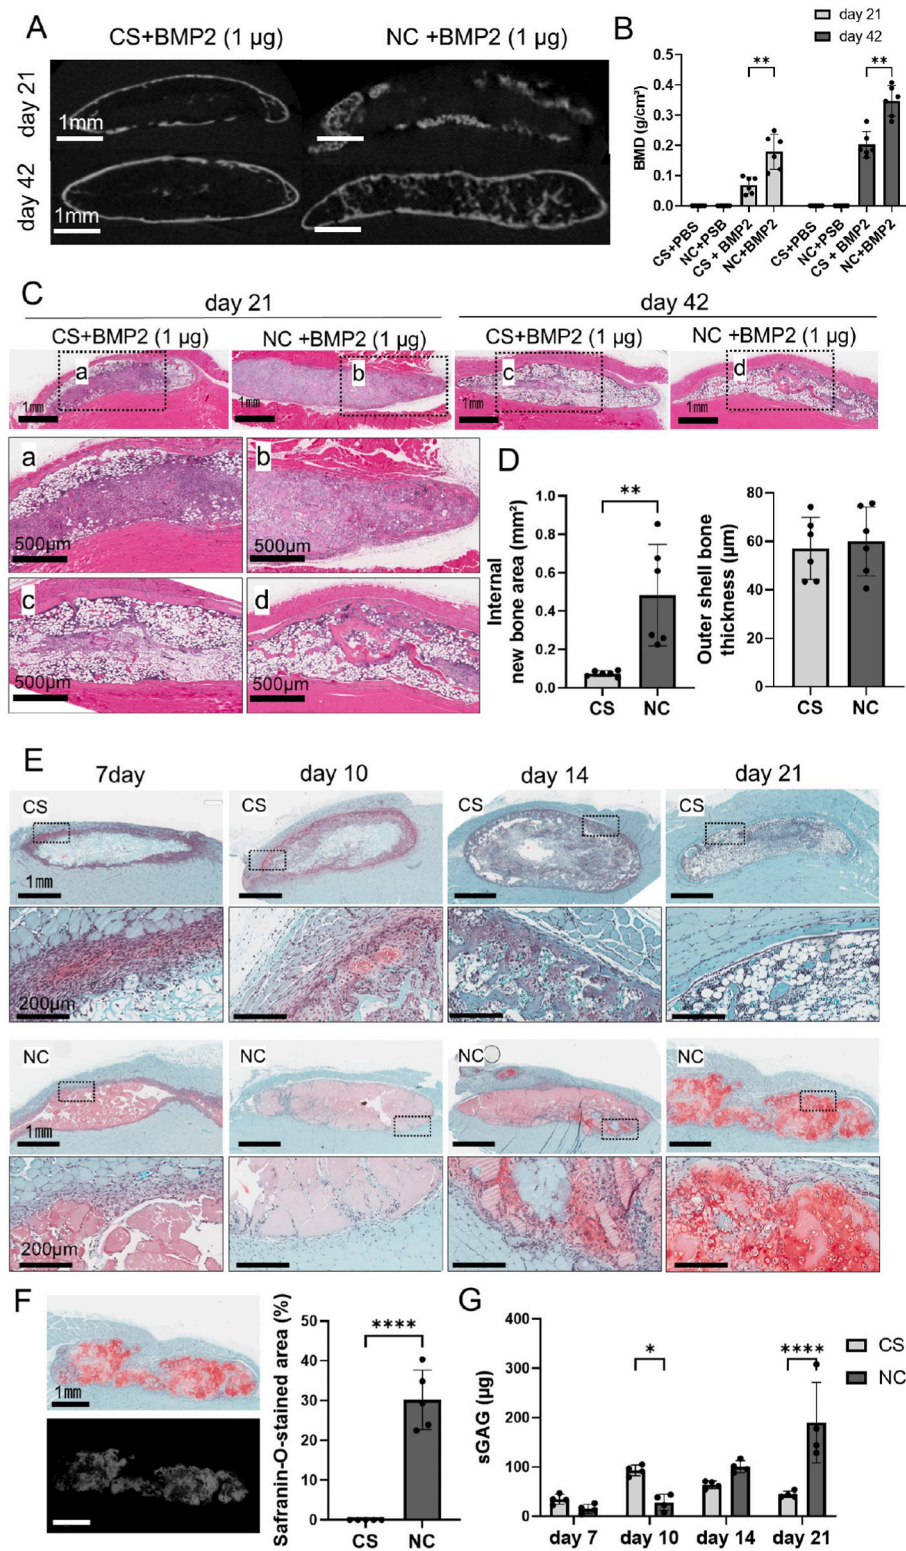 A
CS+BMP2 (1 µg)
NC +BMP2 (1 µg)
day 21
1mm
day 42
1mm
B
day 21
day 42
BMD (g/cm³)
0.5
0.4
0.3
0.2
0.1
0.0
**
**
CS+PBS
NC+PSB
CS + BMP2
NC+BMP2
CS+PBS
NC+PSB
CS + BMP2
NC+BMP2
C
day 21
day 42
CS+BMP2 (1 µg)
NC +BMP2 (1 µg)
CS+BMP2 (1 µg)
NC +BMP2 (1 µg)
a
1mm
b
1mm
c
1mm
d
1mm
a
500µm
b
500µm
c
500µm
d
500µm
D
Internal
new bone area (mm²)
1.0
0.8
0.6
0.4
0.2
0.0
**
CS
NC
Outer shell bone
thickness (µm)
80
60
40
20
0
CS
NC
E
7day
day 10
day 14
day 21
CS
1mm
CS
CS
CS
200µm
NC
1mm
NC
NC
NC
200µm
F
1mm
Safranin-O-stained area (%)
50
40
30
20
10
0
****
CS
NC
G
sGAG (µg)
400
300
200
100
0
*
****
CS
NC
day 7
day 10
day 14
day 21